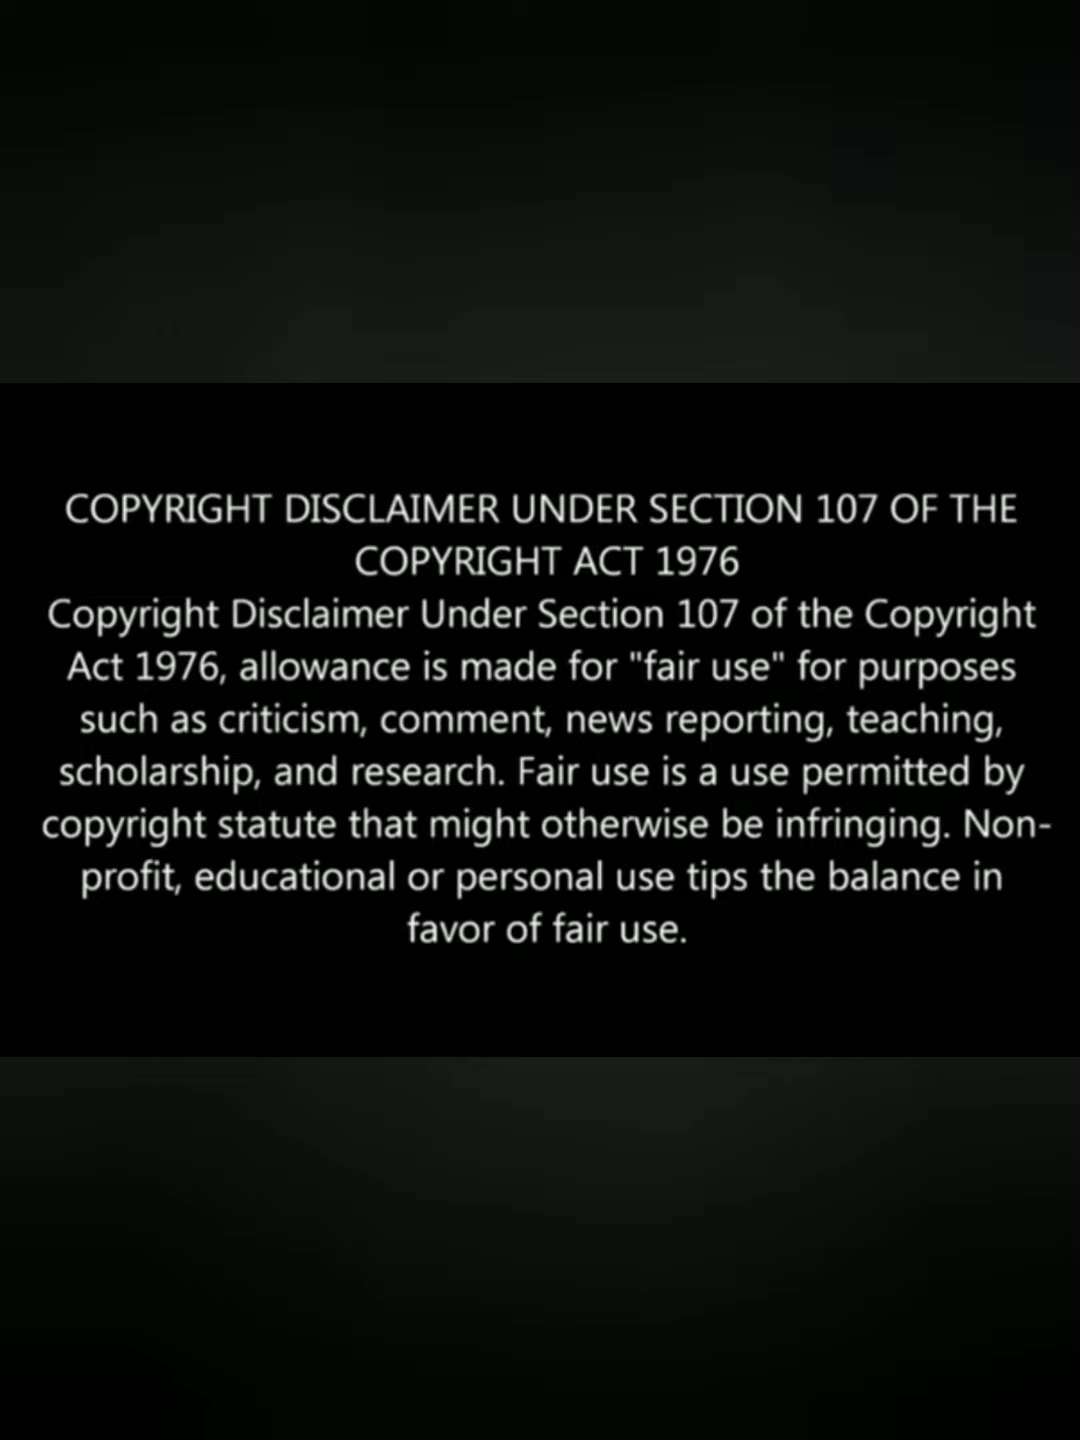 COPYRIGHT DISCLAIMER UNDER SECTION 107 OF THE
COPYRIGHT ACT 1976
Copyright Disclaimer Under Section 107 of the Copyright
Act 1976, allowance is made for "fair use" for purposes
such as criticism, comment, news reporting, teaching,
scholarship, and research. Fair use is a use permitted by
copyright statute that might otherwise be infringing. Non-
profit, educational or personal use tips the balance in
favor of fair use.